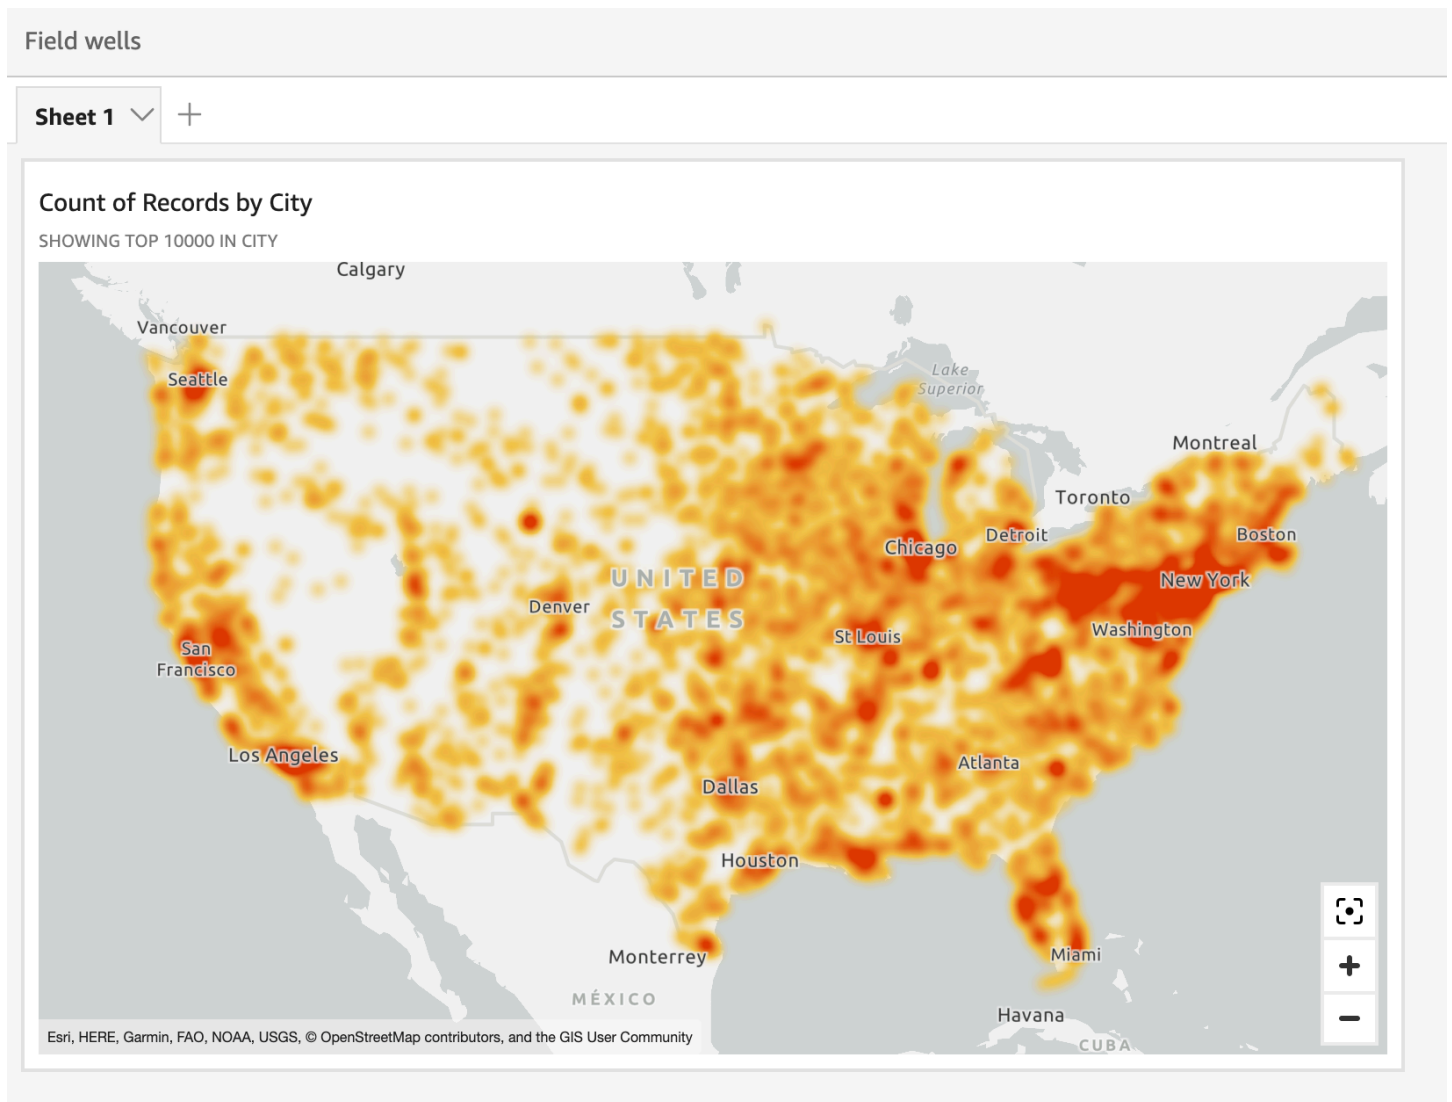 Field wells
Sheet 1
Count of Records by City
SHOWING TOP 10000 IN CITY
Calgary
Vancouver
Seattle
Lake
Superior
Montreal
Toronto
Detroit
Boston
Chicago
UNITED
New York
Denver
STATES
Washington
St Louis
San
Francisco
Los Angeles
Atlanta
Dallas
Houston
Miami
Monterrey
MÉXICO
Havana
Esri, HERE, Garmin, FAO, NOAA, USGS, © OpenStreetMap contributors, and the GIS User Community
CUBA